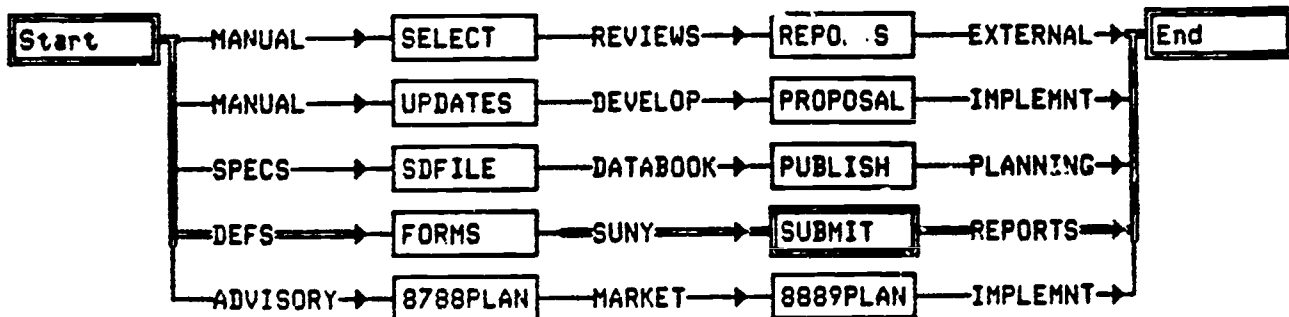 Start MANUAL SELECT REVIEWS EXTERNAL End
MANUAL UPDATES DEVELOP PROPOSAL IMPLEMNT
SPECS SDFILE DATABOOK PUBLISH PLANNING
DEFS FORMS SUNY SUBMIT REPORTS
ADVISORY 8788PLAN MARKET 8889PLAN IMPLEMNT